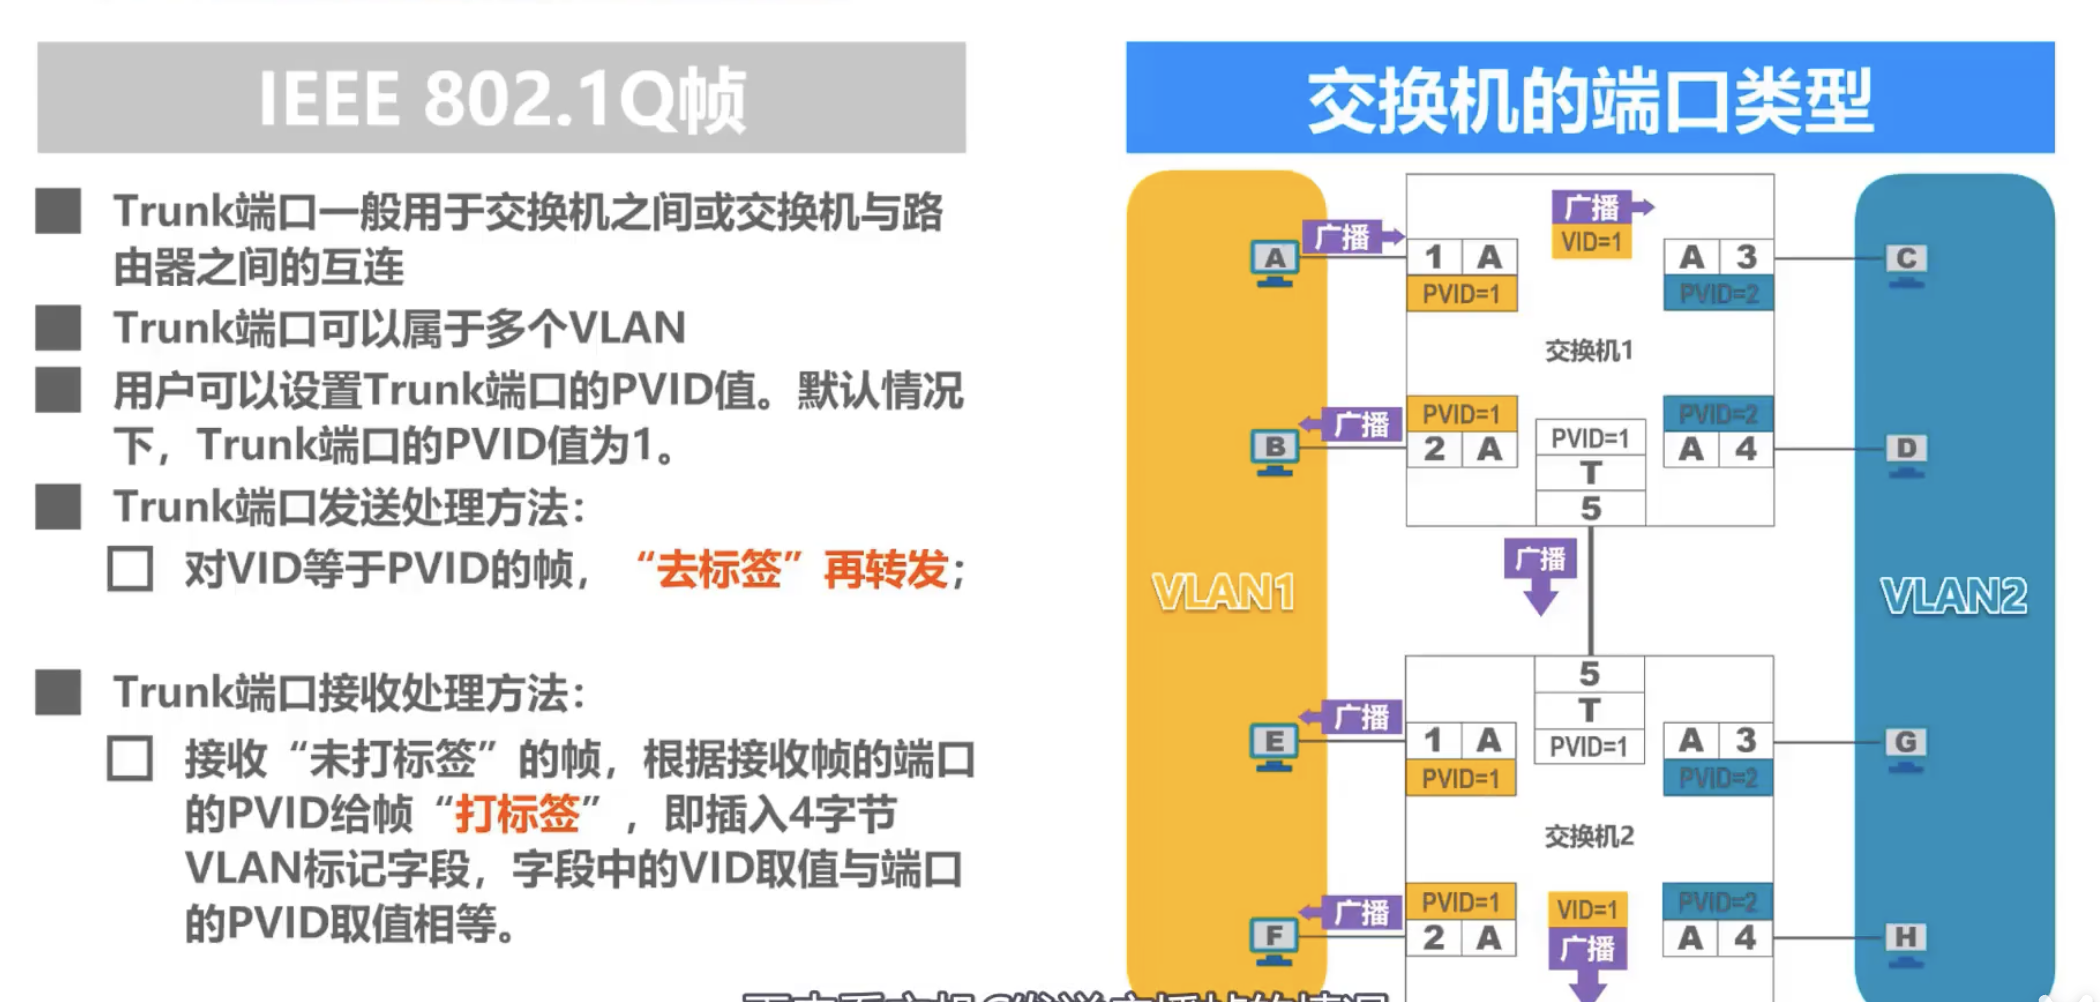 IEEE 802.1Q帧
交换机的端口类型
Trunk端口一般用于交换机之间或交换机与路
由器之间的互连
Trunk端口可以属于多个VLAN
用户可以设置Trunk端口的PVID值。默认情况
下，Trunk端口的PVID值为1。
Trunk端口发送处理方法：
对VID等于PVID的帧，“去标签”再转发；
Trunk端口接收处理方法：
接收“未打标签”的帧，根据接收帧的端口
的PVID给帧“打标签”，即插入4字节
VLAN标记字段，字段中的VID取值与端口
的PVID取值相等。
VLAN1
VLAN2
广播
VID=1
A
广播
1 A
PVID=1
A 3
PVID=2
C
交换机1
B
广播
PVID=1
2 A
PVID=1
T
5
PVID=2
A 4
D
广播
5
T
PVID=1
E
广播
1 A
PVID=1
A 3
PVID=2
G
交换机2
F
广播
PVID=1
2 A
VID=1
广播
PVID=2
A 4
H